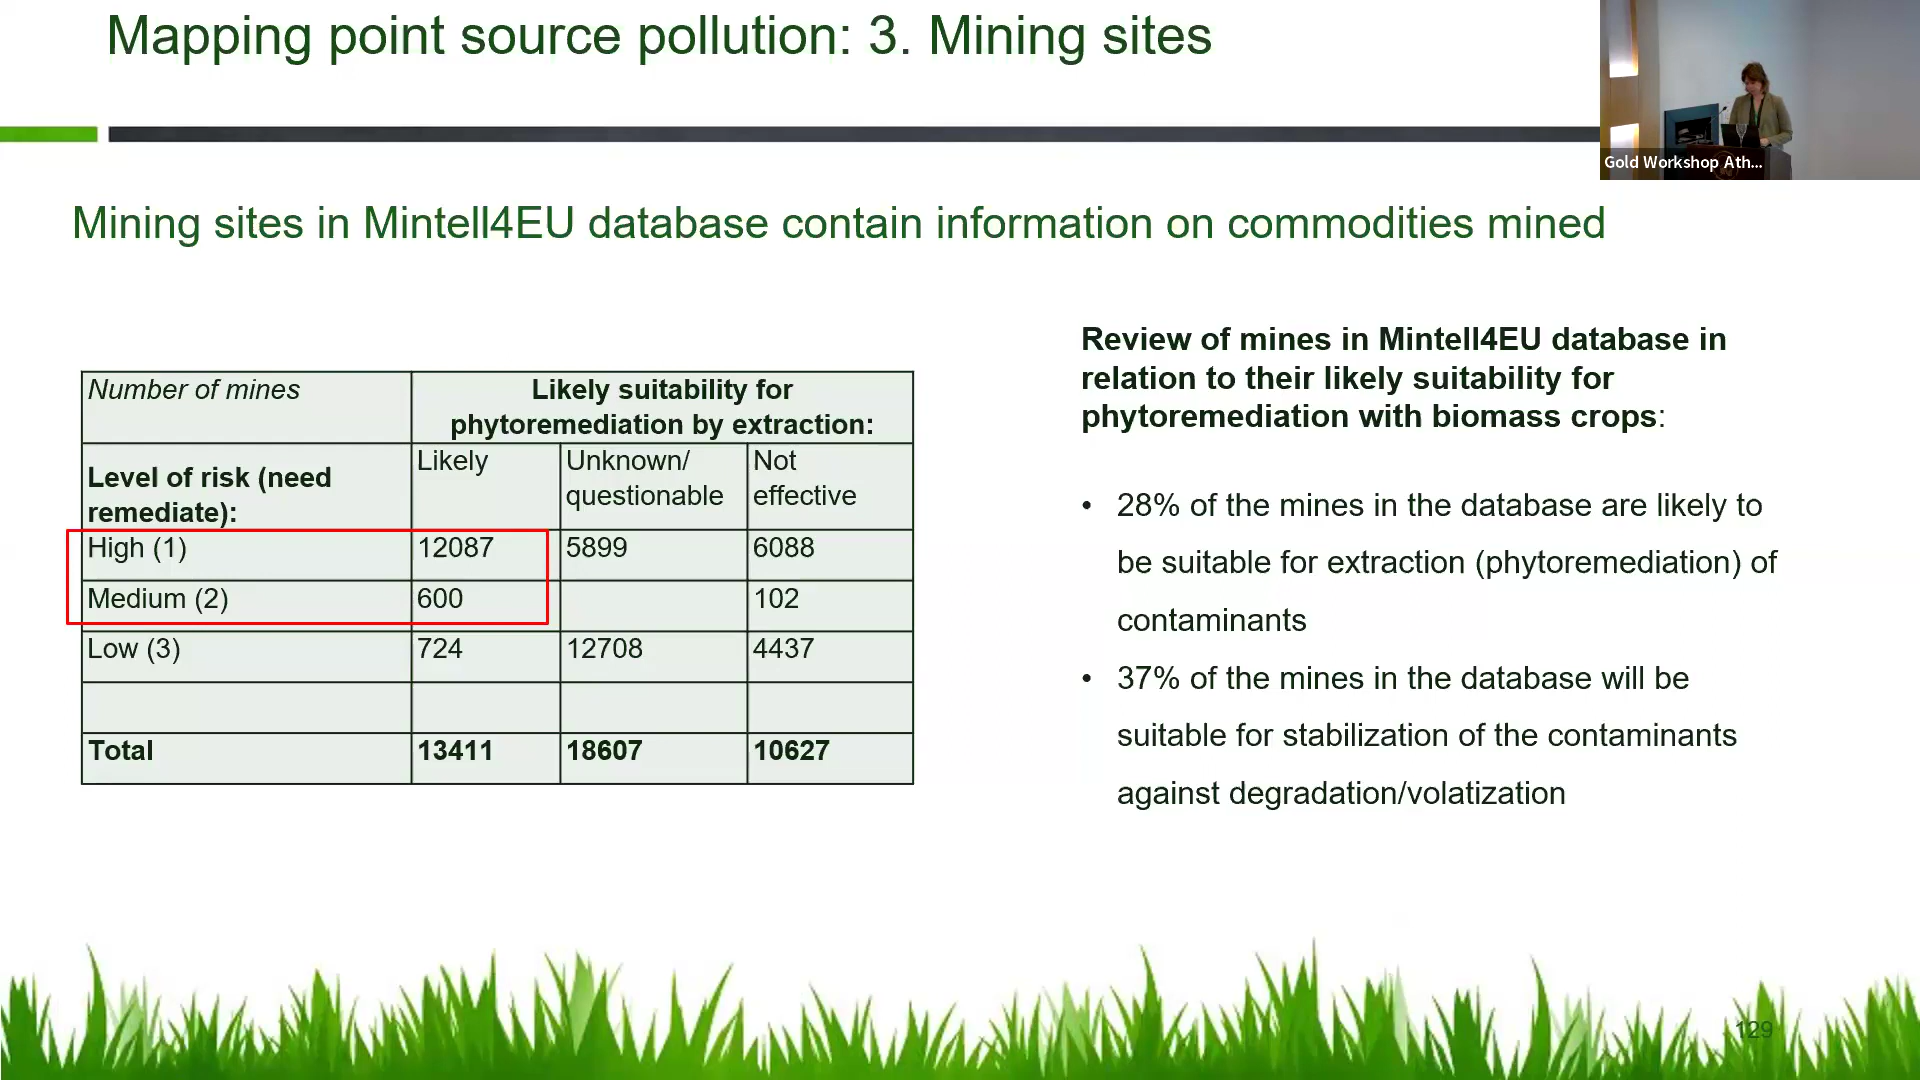 Mapping point source pollution: 3. Mining sites
Gold Workshop Ath...
Mining sites in Mintell4EU database contain information on commodities mined
Number of mines
Likely suitability for
phytoremediation by extraction:
Level of risk (need
remediate):
Likely
Unknown/
questionable
Not
effective
High (1) 12087 5899 6088
Medium (2) 600 102
Low (3) 724 12708 4437
Total 13411 18607 10627
Review of mines in Mintell4EU database in
relation to their likely suitability for
phytoremediation with biomass crops:
• 28% of the mines in the database are likely to
be suitable for extraction (phytoremediation) of
contaminants
• 37% of the mines in the database will be
suitable for stabilization of the contaminants
against degradation/volatization
129